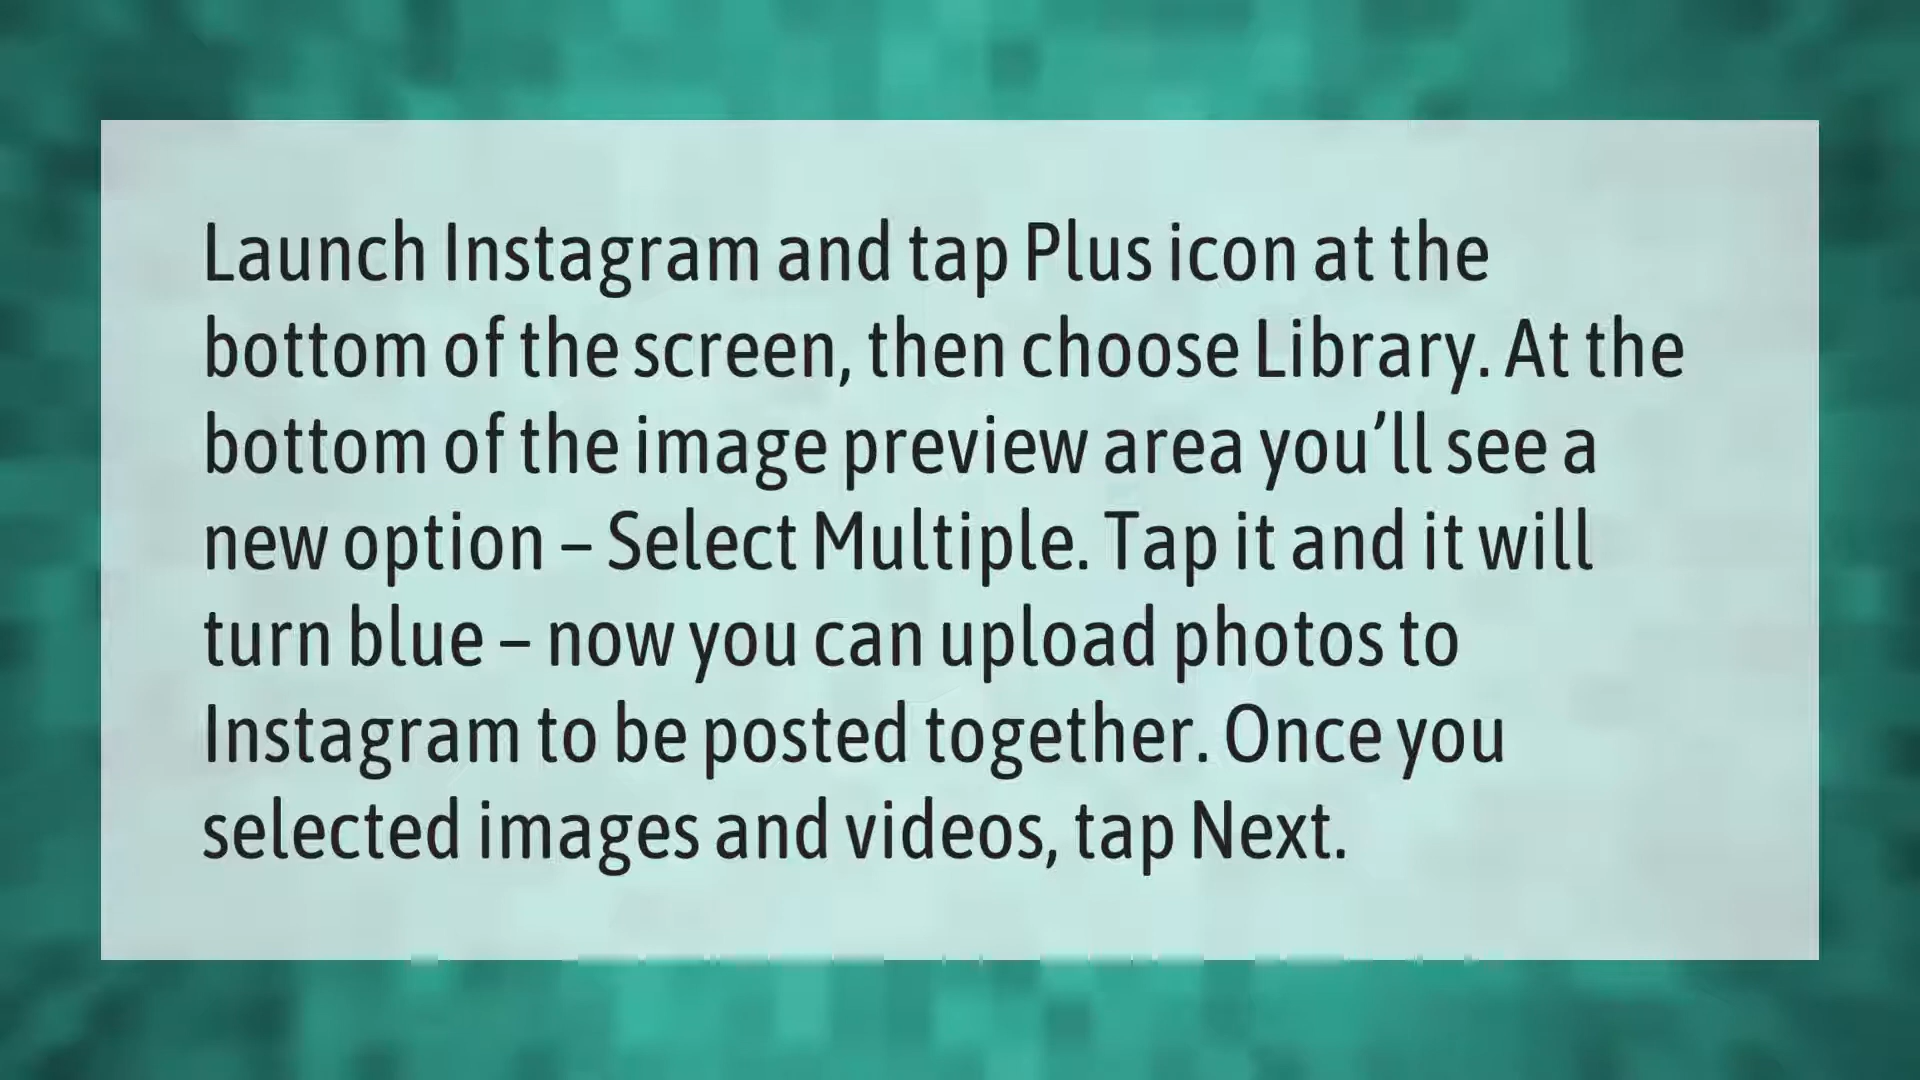 Launch Instagram and tap Plus icon at the
bottom of the screen, then choose Library. At the
bottom of the image preview area you’ll see a
new option – Select Multiple. Tap it and it will
turn blue – now you can upload photos to
Instagram to be posted together. Once you
selected images and videos, tap Next.